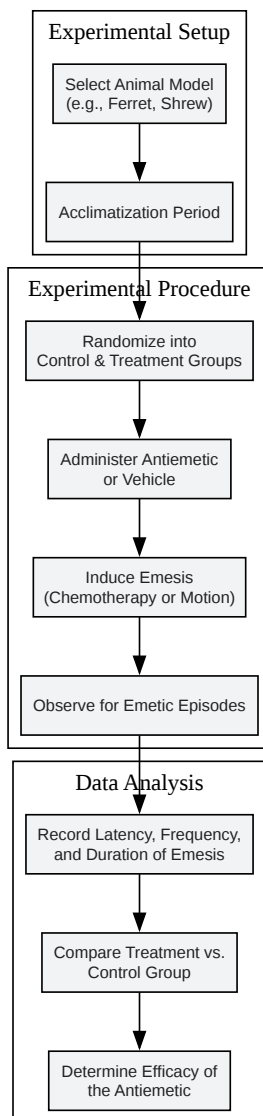 Experimental Setup
Select Animal Model
(e.g., Ferret, Shrew)
Acclimatization Period
Experimental Procedure
Randomize into
Control & Treatment Groups
Administer Antiemetic
or Vehicle
Induce Emesis
(Chemotherapy or Motion)
Observe for Emetic Episodes
Data Analysis
Record Latency, Frequency,
and Duration of Emesis
Compare Treatment vs.
Control Group
Determine Efficacy of
the Antiemetic